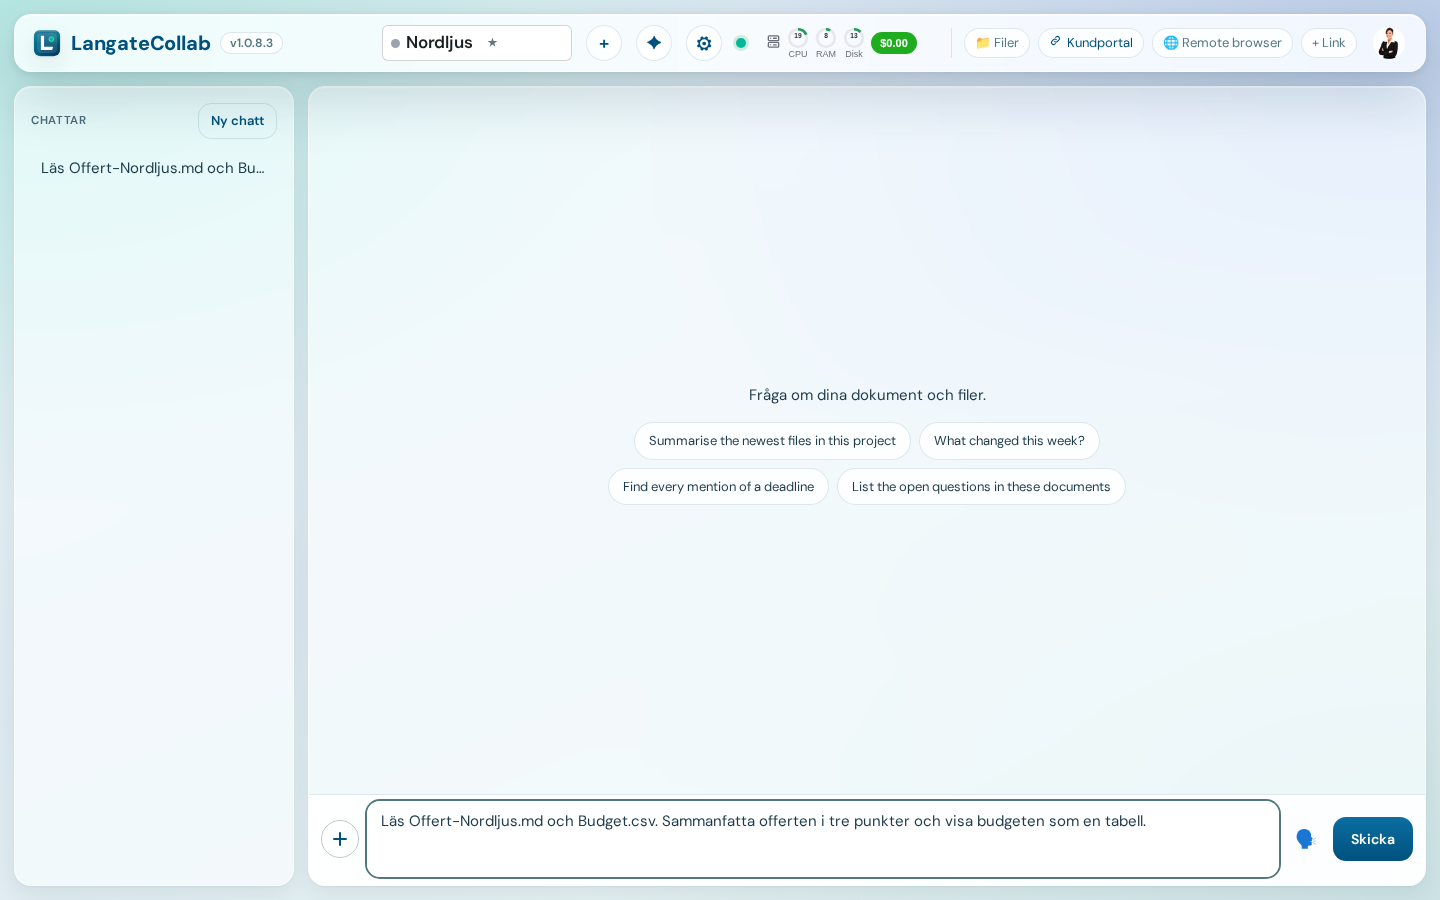 LangateCollab
v1.0.8.3
Nordljus ★
+
19
CPU
8
RAM
13
Disk
$0.00
Filer
Kundportal
Remote browser
+ Link
CHATTAR
Ny chatt
Läs Offert-Nordljus.md och Bu…
Fråga om dina dokument och filer.
Summarise the newest files in this project
What changed this week?
Find every mention of a deadline
List the open questions in these documents
Läs Offert-Nordljus.md och Budget.csv. Sammanfatta offerten i tre punkter och visa budgeten som en tabell.
Skicka